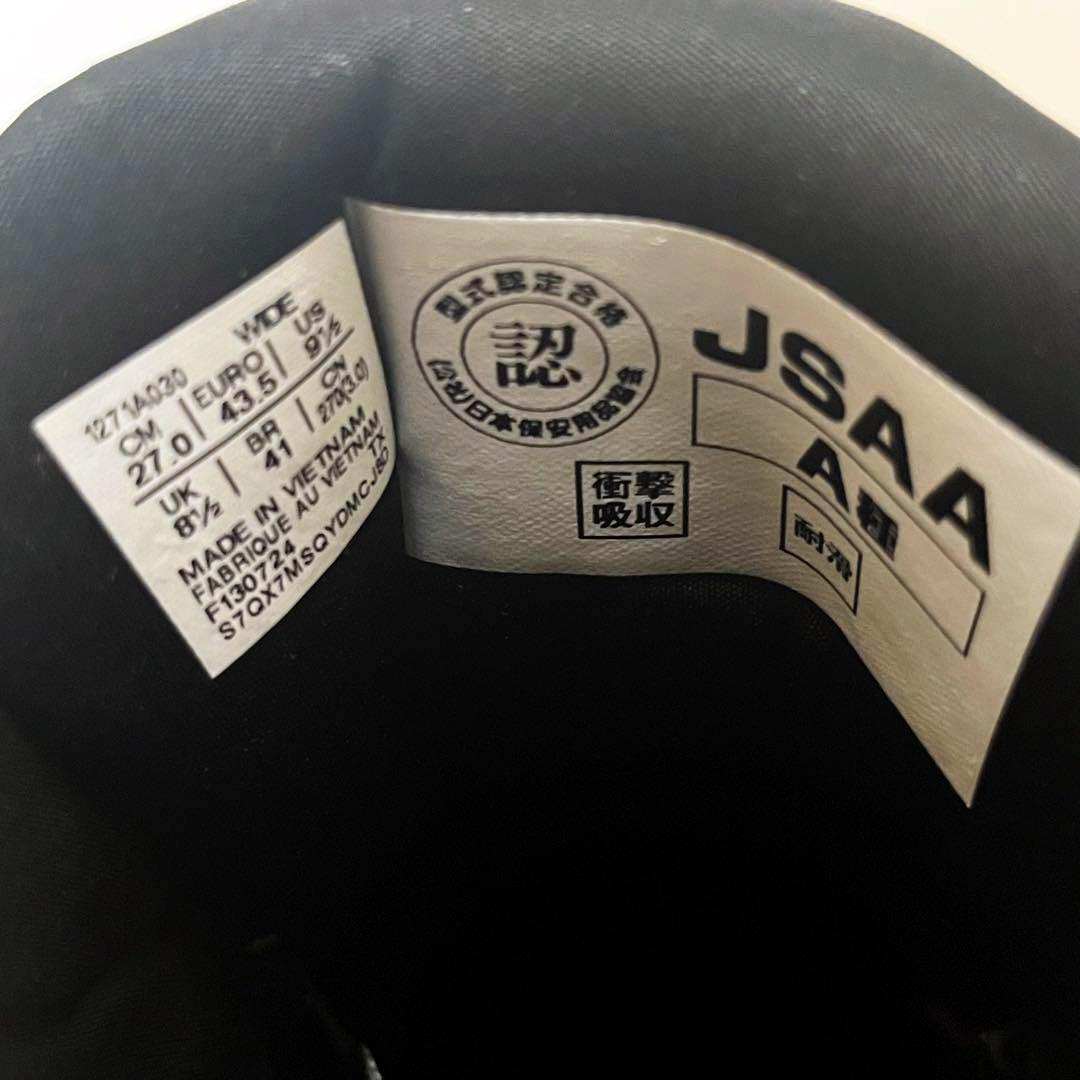 WIDE
1271A030
CM EURO US
27.0 43.5 9½
UK BR CN
8½ 41 270(3.0)
MADE IN VIETNAM
FABRIQUE AU VIETNAM
F130724 TX
S7QX7MSQYDMCJ8D
型式認定合格
認
(公社)日本保安用品協会
衝撃
吸収
JSAA
A種
耐滑